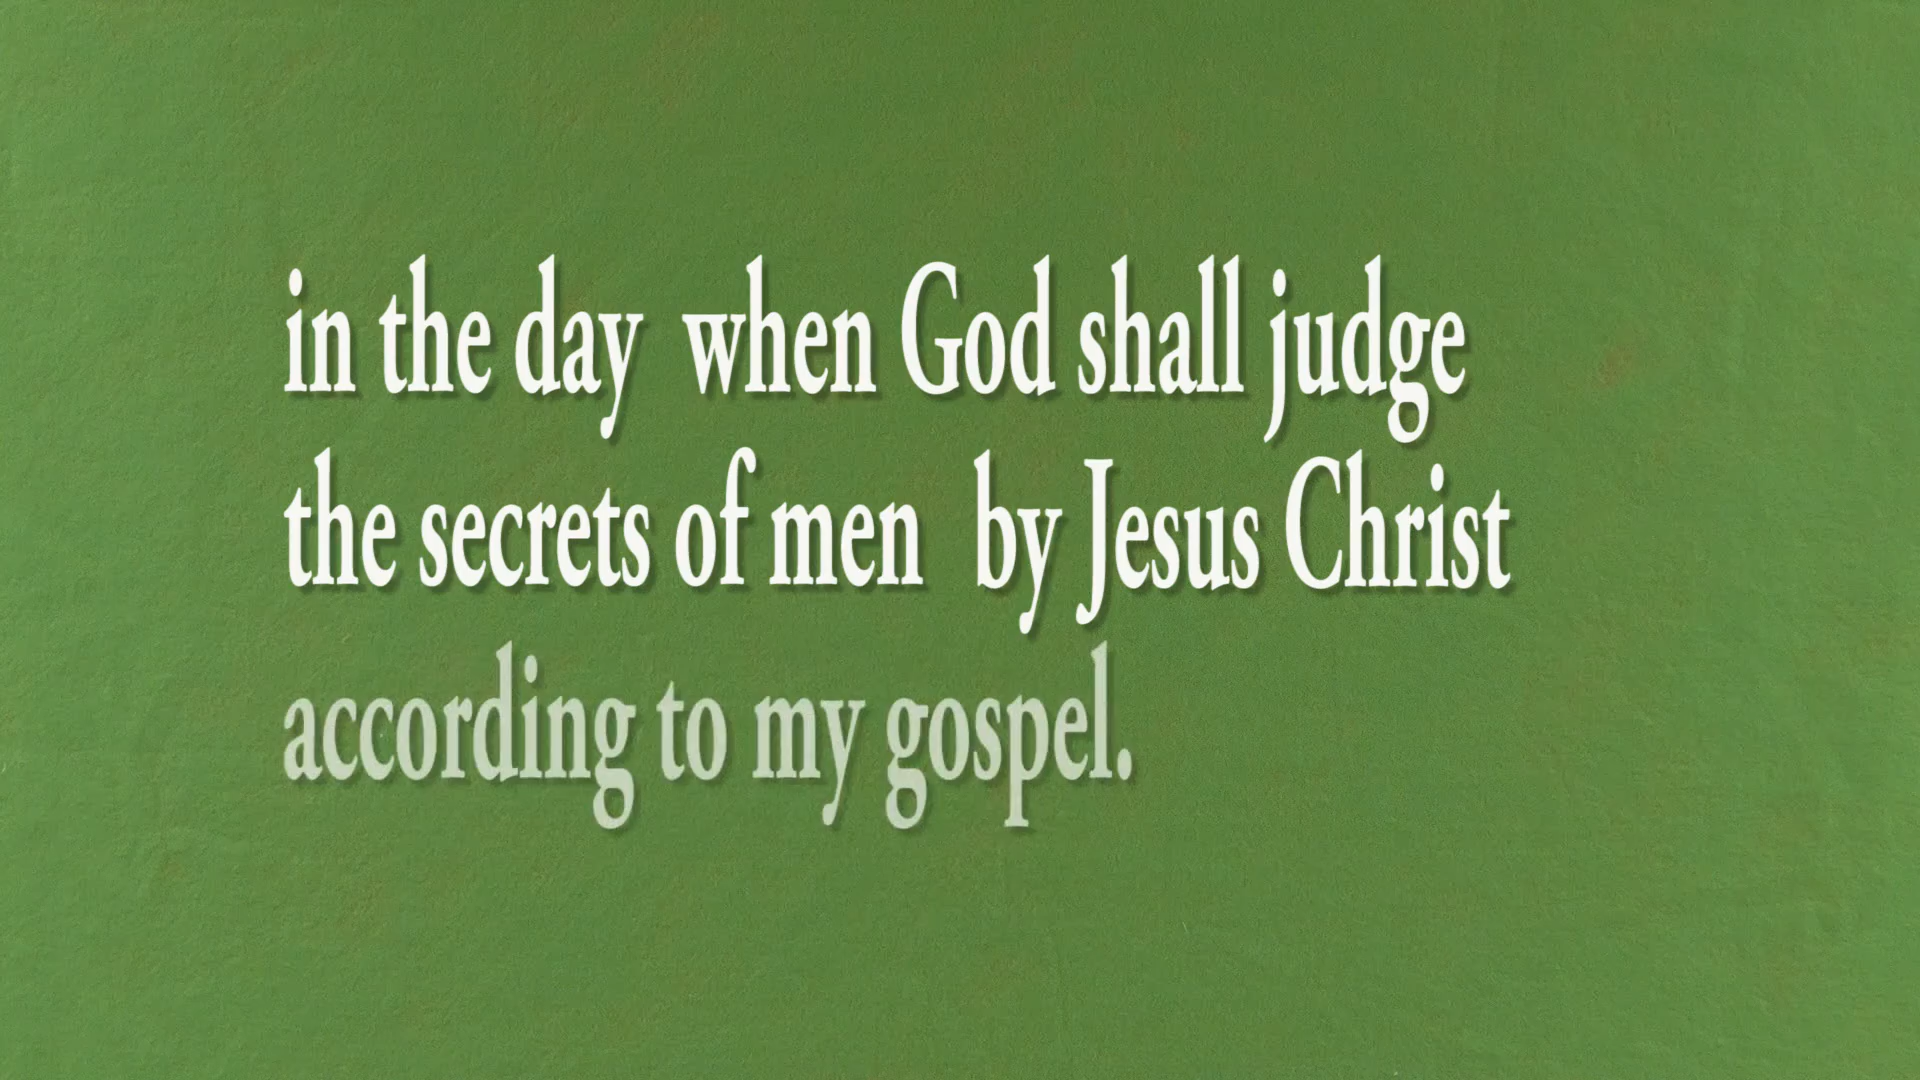 in the day  when God shall judge
the secrets of men  by Jesus Christ
according to my gospel.